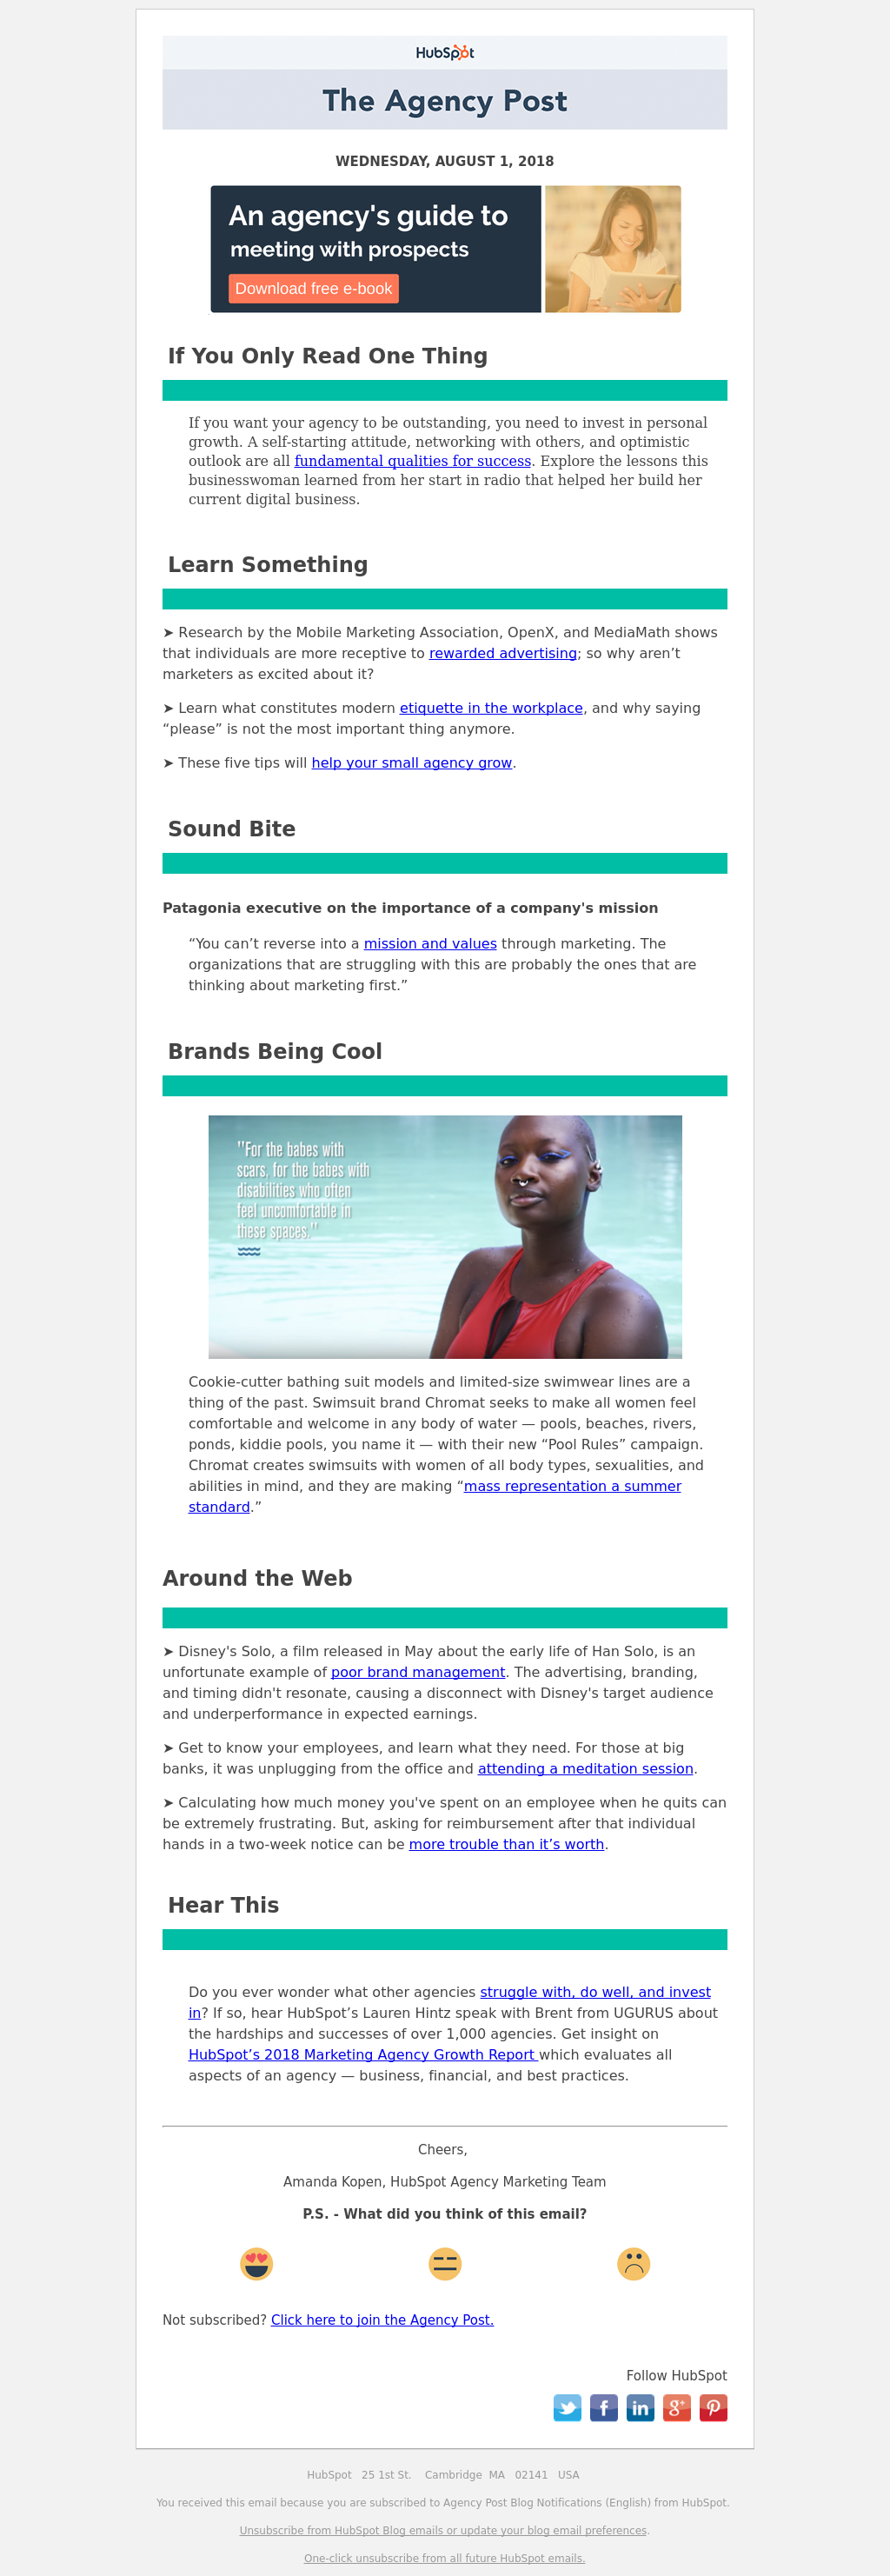 HubSpot
The Agency Post
WEDNESDAY, AUGUST 1, 2018
An agency's guide to
meeting with prospects
Download free e-book
If You Only Read One Thing
If you want your agency to be outstanding, you need to invest in personal
growth. A self-starting attitude, networking with others, and optimistic
outlook are all fundamental qualities for success. Explore the lessons this
businesswoman learned from her start in radio that helped her build her
current digital business.
Learn Something
➤ Research by the Mobile Marketing Association, OpenX, and MediaMath shows
that individuals are more receptive to rewarded advertising; so why aren’t
marketers as excited about it?
➤ Learn what constitutes modern etiquette in the workplace, and why saying
“please” is not the most important thing anymore.
➤ These five tips will help your small agency grow.
Sound Bite
Patagonia executive on the importance of a company's mission
“You can’t reverse into a mission and values through marketing. The
organizations that are struggling with this are probably the ones that are
thinking about marketing first.”
Brands Being Cool
"For the babes with
scars, for the babes with
disabilities who often
feel uncomfortable in
these spaces."
Cookie-cutter bathing suit models and limited-size swimwear lines are a
thing of the past. Swimsuit brand Chromat seeks to make all women feel
comfortable and welcome in any body of water — pools, beaches, rivers,
ponds, kiddie pools, you name it — with their new “Pool Rules” campaign.
Chromat creates swimsuits with women of all body types, sexualities, and
abilities in mind, and they are making “mass representation a summer
standard.”
Around the Web
➤ Disney's Solo, a film released in May about the early life of Han Solo, is an
unfortunate example of poor brand management. The advertising, branding,
and timing didn't resonate, causing a disconnect with Disney's target audience
and underperformance in expected earnings.
➤ Get to know your employees, and learn what they need. For those at big
banks, it was unplugging from the office and attending a meditation session.
➤ Calculating how much money you've spent on an employee when he quits can
be extremely frustrating. But, asking for reimbursement after that individual
hands in a two-week notice can be more trouble than it’s worth.
Hear This
Do you ever wonder what other agencies struggle with, do well, and invest
in? If so, hear HubSpot’s Lauren Hintz speak with Brent from UGURUS about
the hardships and successes of over 1,000 agencies. Get insight on
HubSpot’s 2018 Marketing Agency Growth Report which evaluates all
aspects of an agency — business, financial, and best practices.
Cheers,
Amanda Kopen, HubSpot Agency Marketing Team
P.S. - What did you think of this email?
Not subscribed? Click here to join the Agency Post.
Follow HubSpot
HubSpot 25 1st St. Cambridge MA 02141 USA
You received this email because you are subscribed to Agency Post Blog Notifications (English) from HubSpot.
Unsubscribe from HubSpot Blog emails or update your blog email preferences.
One-click unsubscribe from all future HubSpot emails.